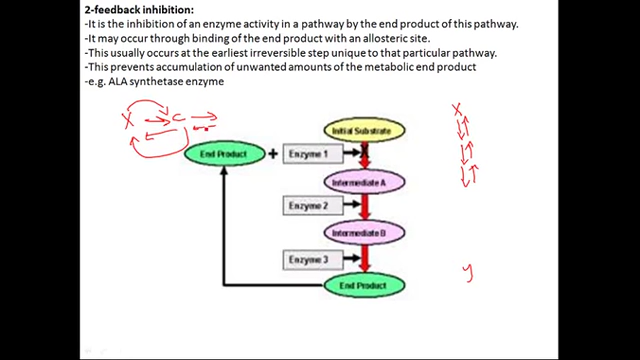 2-feedback inhibition:
-It is the inhibition of an enzyme activity in a pathway by the end product of this pathway.
-It may occur through binding of the end product with an allosteric site.
-This usually occurs at the earliest irreversible step unique to that particular pathway.
-This prevents accumulation of unwanted amounts of the metabolic end product
-e.g. ALA synthetase enzyme
X C
X
Initial Substrate
End Product + Enzyme 1
Intermediate A
Enzyme 2
Intermediate B
Enzyme 3
y
End Product